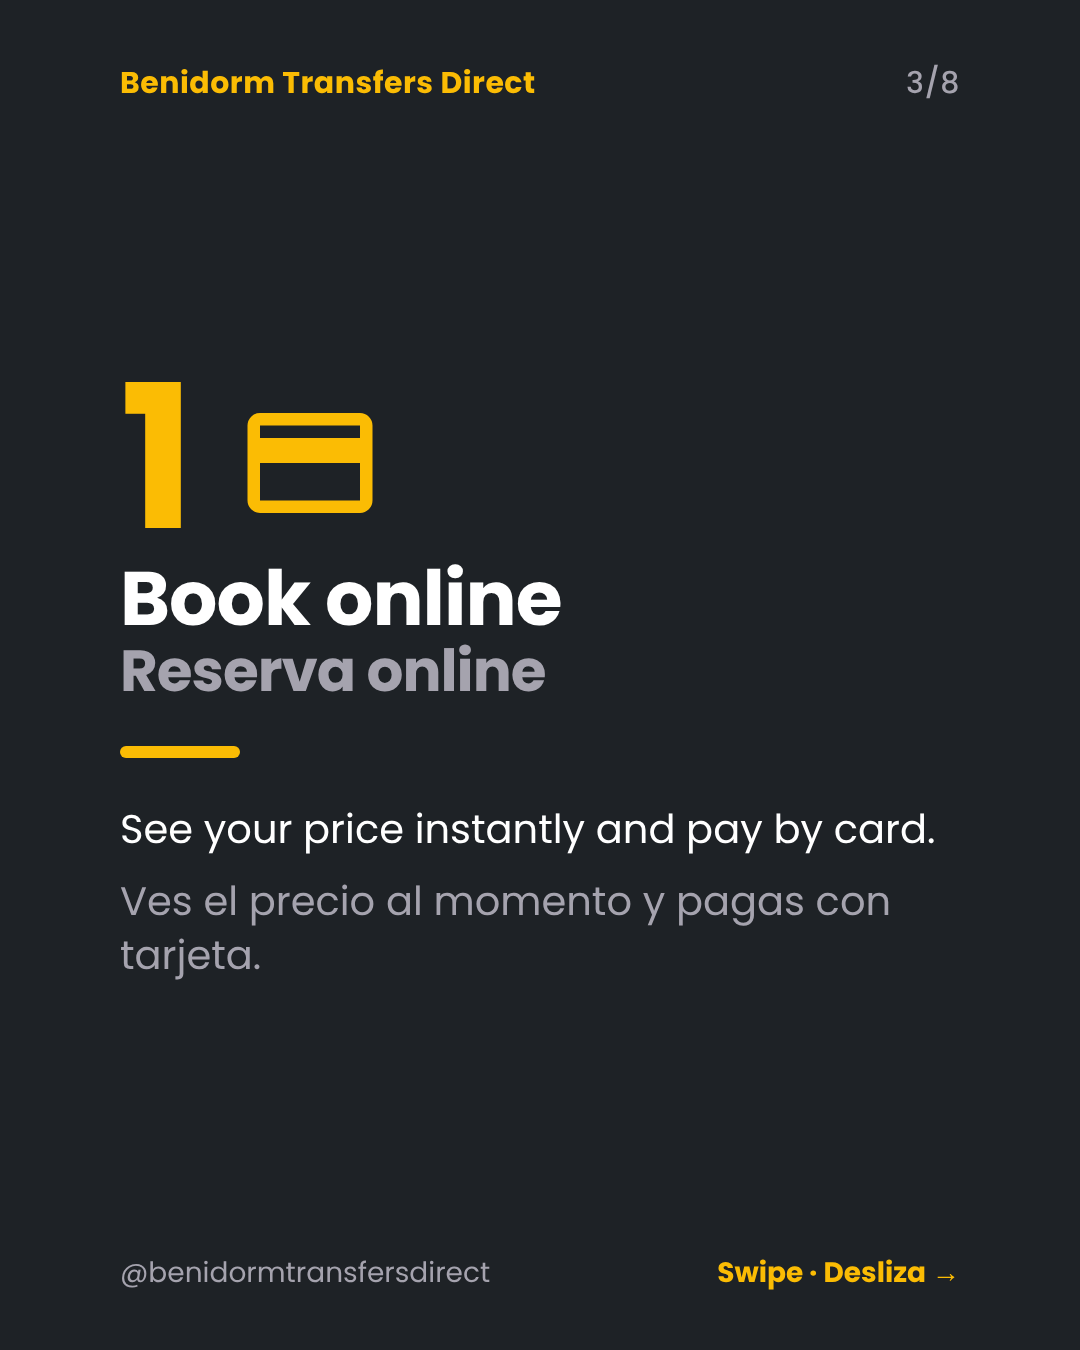 Benidorm Transfers Direct
3/8
1
Book online
Reserva online
See your price instantly and pay by card.
Ves el precio al momento y pagas con
tarjeta.
@benidormtransfersdirect
Swipe · Desliza →